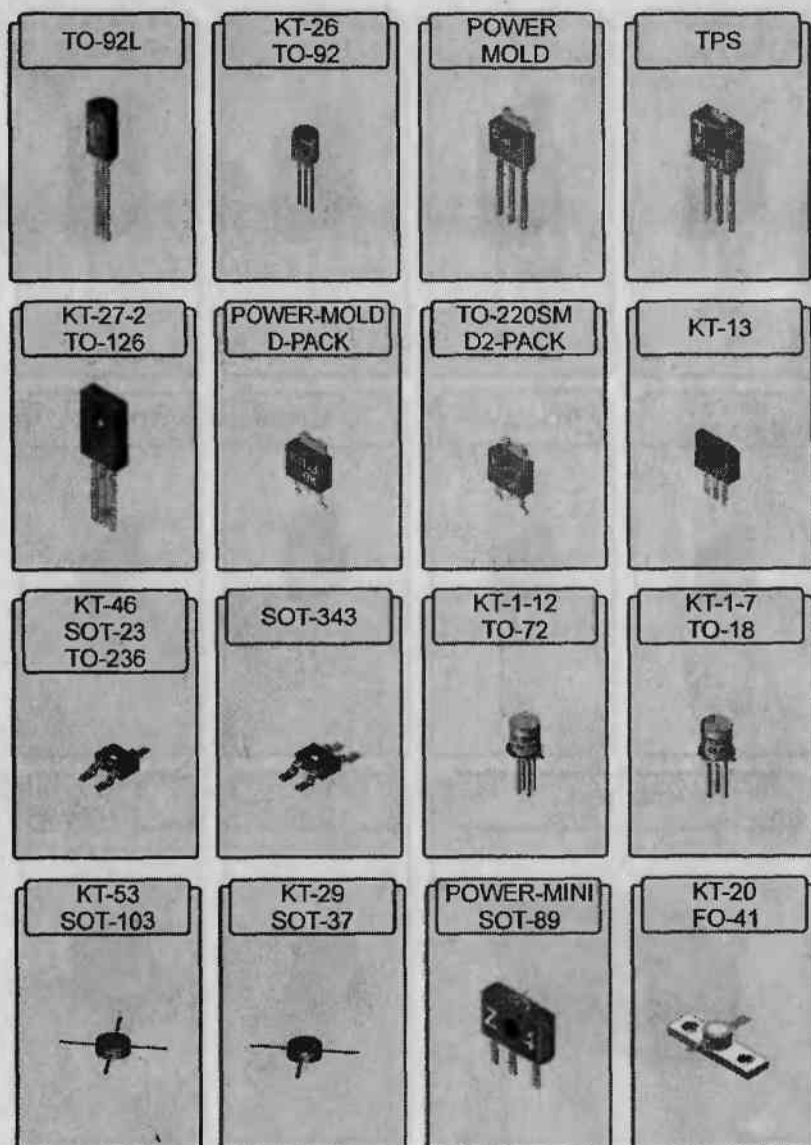 TO-92L
KT-26
TO-92
POWER
MOLD
TPS
KT-27-2
TO-126
POWER-MOLD
D-PACK
TO-220SM
D2-PACK
KT-13
KT-46
SOT-23
TO-236
SOT-343
KT-1-12
TO-72
KT-1-7
TO-18
KT-53
SOT-103
KT-29
SOT-37
POWER-MINI
SOT-89
KT-20
FO-41